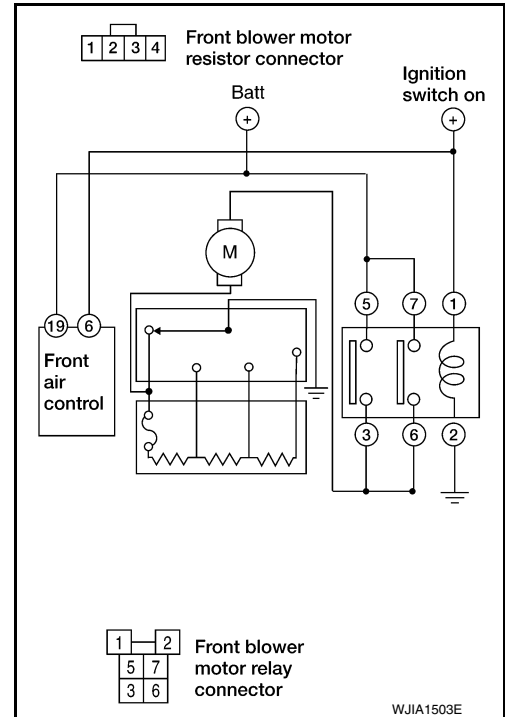 1 2 3 4
Front blower motor
resistor connector
Batt
Ignition
switch on
+
+
M
5 7 1
19 6
Front
air
control
3 6 2
1 2
5 7
3 6
Front blower
motor relay
connector
WJIA1503E